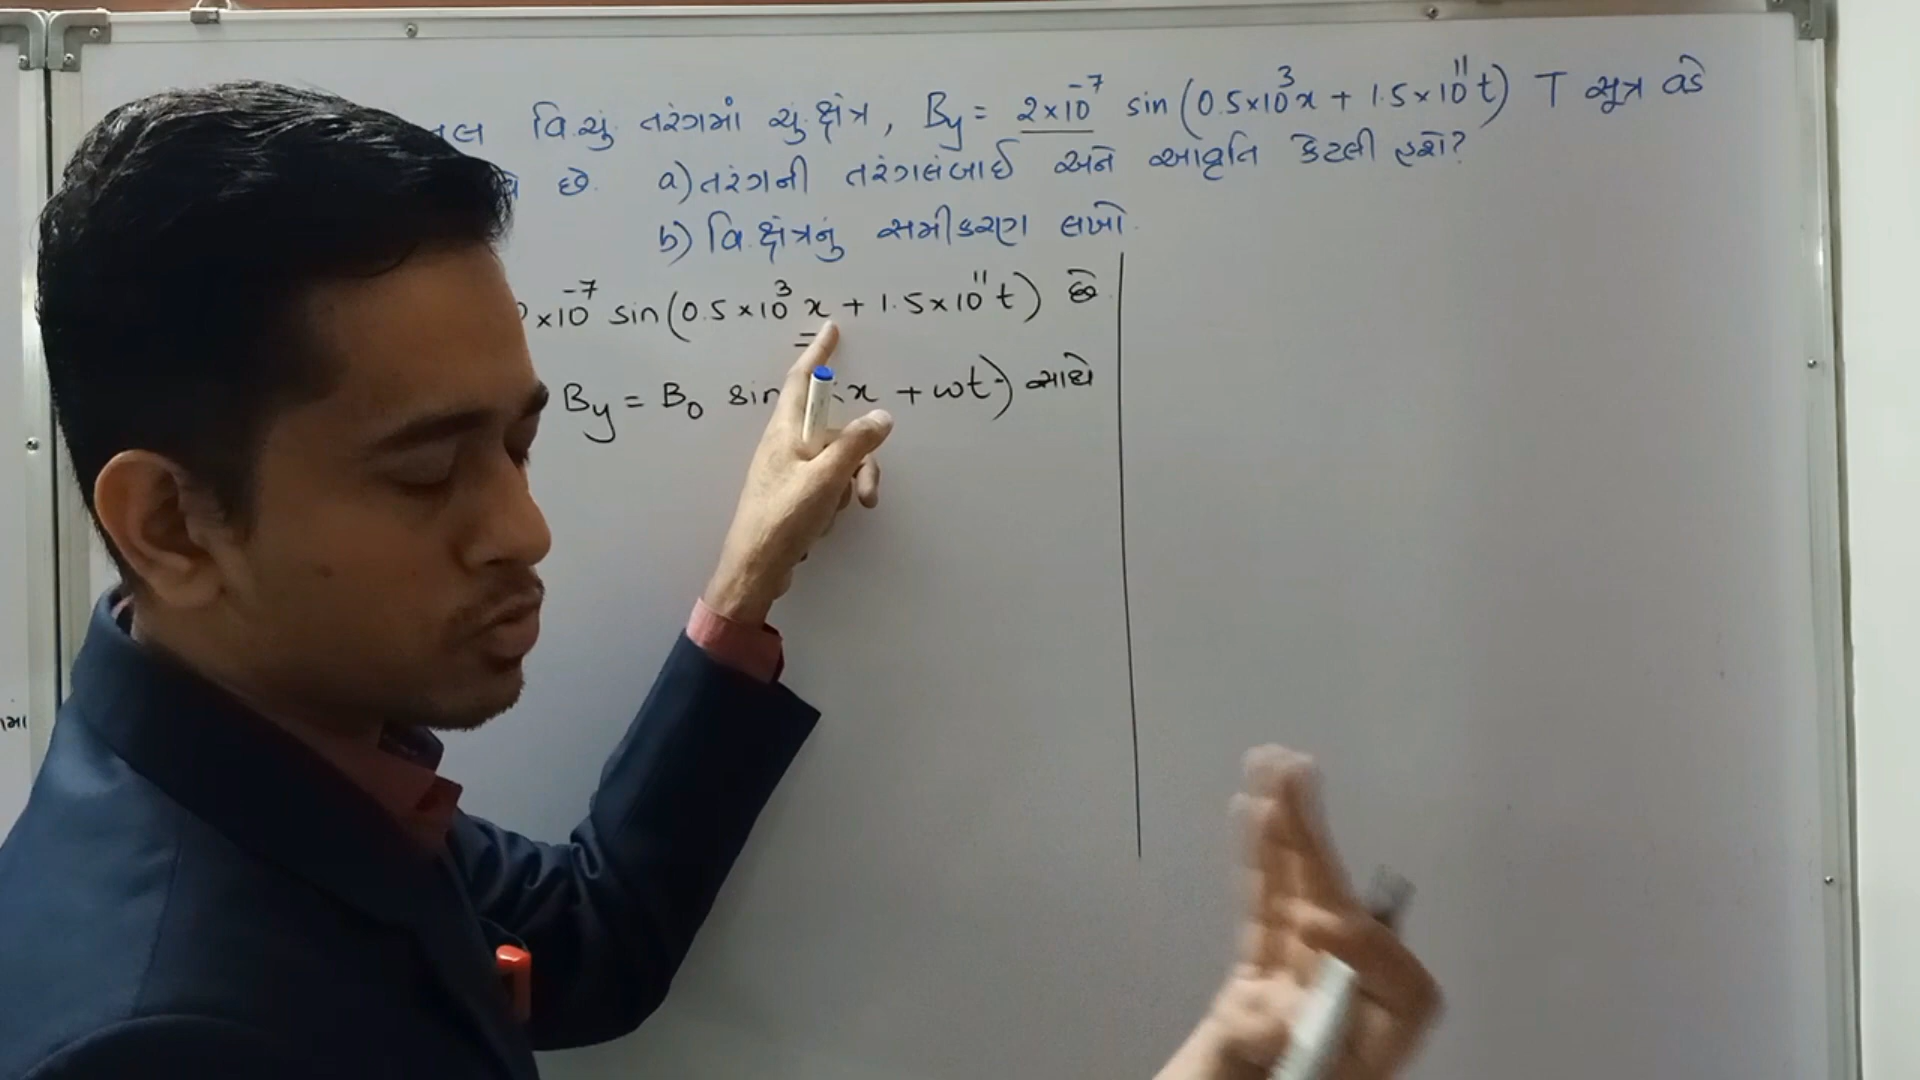 વિ.ચું. તરંગમાં ચું.ક્ષેત્ર, By = 2×10⁻⁷ sin(0.5×10³x + 1.5×10¹¹t) T સૂત્ર વડે
છે. a) તરંગની તરંગલંબાઈ અને આવૃત્તિ કેટલી હશે?
b) વિ.ક્ષેત્રનું સમીકરણ લખો.
×10⁻⁷ sin(0.5×10³x + 1.5×10¹¹t) છે
By = B₀ sin x + ωt) સાથે